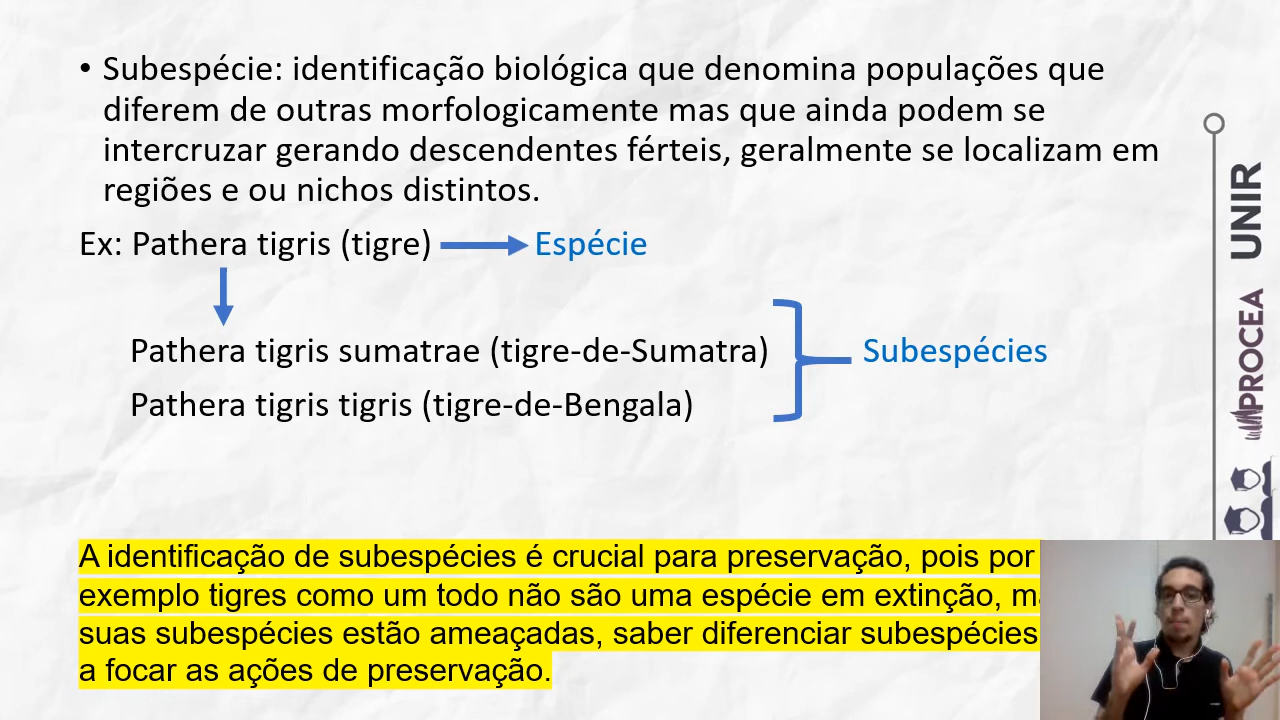 • Subespécie: identificação biológica que denomina populações que
diferem de outras morfologicamente mas que ainda podem se
intercruzar gerando descendentes férteis, geralmente se localizam em
regiões e ou nichos distintos.
Ex: Pathera tigris (tigre) Espécie
Pathera tigris sumatrae (tigre-de-Sumatra)
Pathera tigris tigris (tigre-de-Bengala)
Subespécies
A identificação de subespécies é crucial para preservação, pois por
exemplo tigres como um todo não são uma espécie em extinção,
suas subespécies estão ameaçadas, saber diferenciar subespécies
a focar as ações de preservação.
UNIR
PROCEA